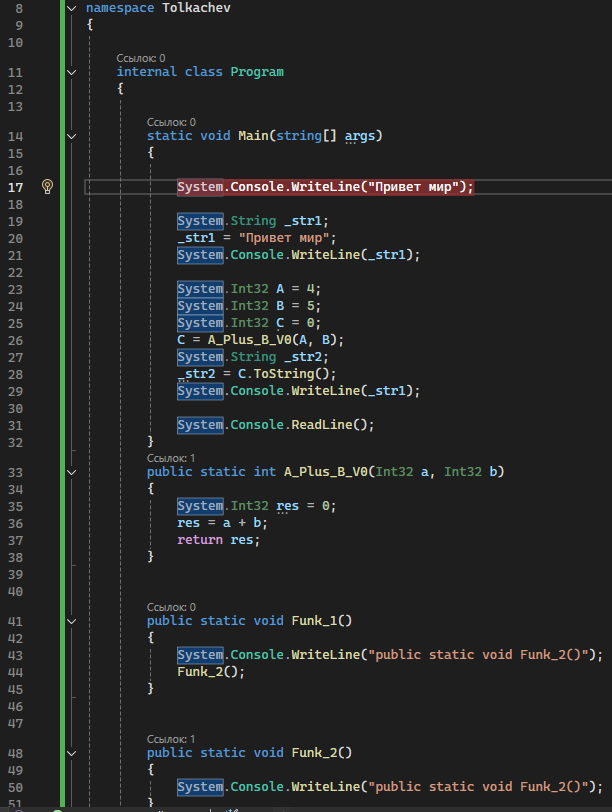 8 namespace Tolkachev
9 {
10
Ссылок: 0
11 internal class Program
12 {
13
Ссылок: 0
14 static void Main(string[] args)
15 {
16
17 System.Console.WriteLine("Привет мир");
18
19 System.String _str1;
20 _str1 = "Привет мир";
21 System.Console.WriteLine(_str1);
22
23 System.Int32 A = 4;
24 System.Int32 B = 5;
25 System.Int32 C = 0;
26 C = A_Plus_B_V0(A, B);
27 System.String _str2;
28 _str2 = C.ToString();
29 System.Console.WriteLine(_str1);
30
31 System.Console.ReadLine();
32 }
Ссылок: 1
33 public static int A_Plus_B_V0(Int32 a, Int32 b)
34 {
35 System.Int32 res = 0;
36 res = a + b;
37 return res;
38 }
39
40
Ссылок: 0
41 public static void Funk_1()
42 {
43 System.Console.WriteLine("public static void Funk_2()");
44 Funk_2();
45 }
46
47
Ссылок: 1
48 public static void Funk_2()
49 {
50 System.Console.WriteLine("public static void Funk_2()");
51 }